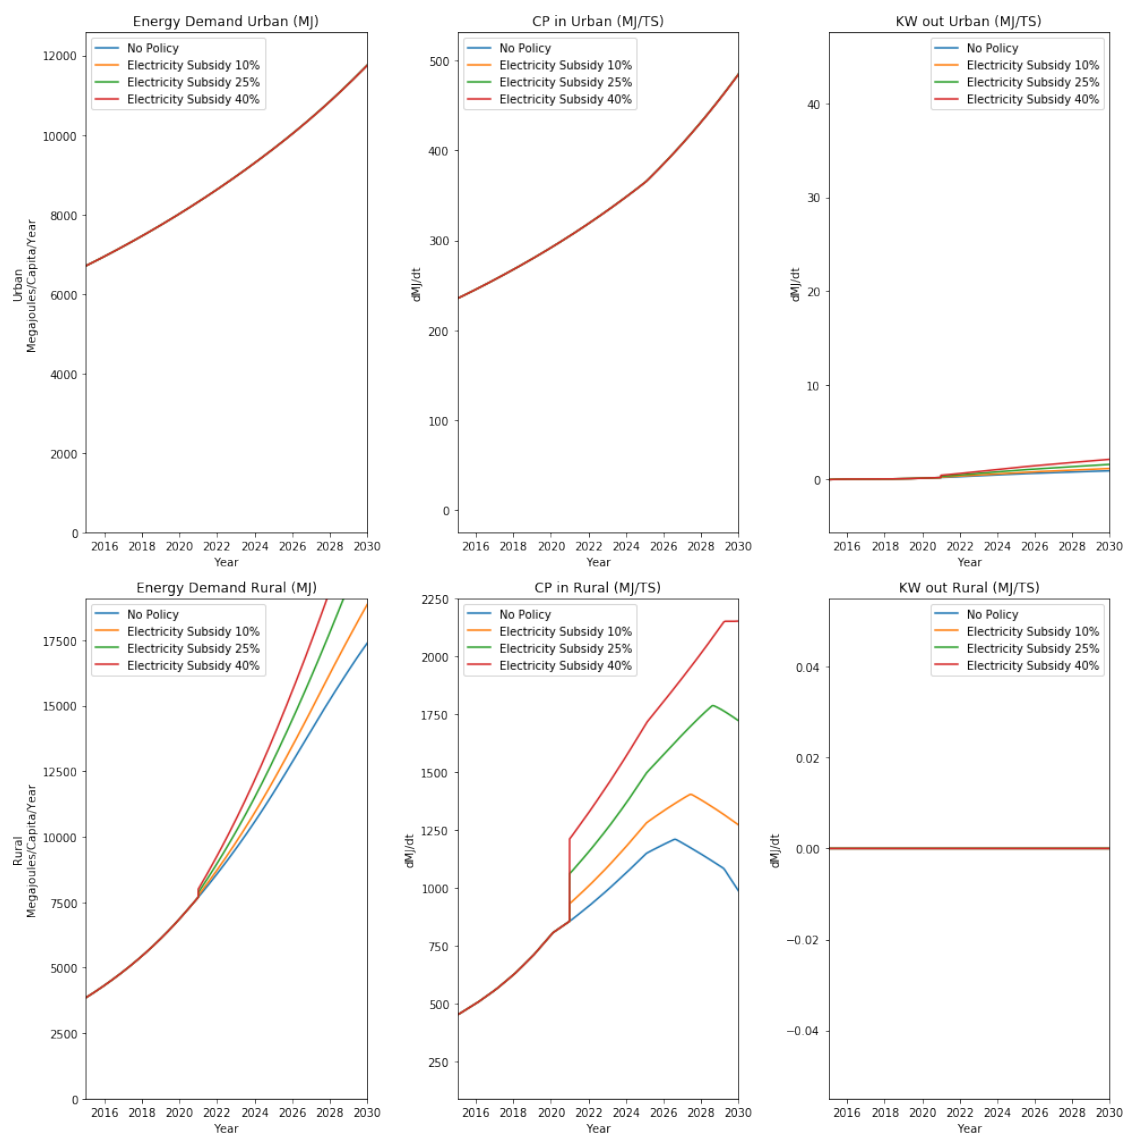 Energy Demand Urban (MJ)
No Policy
Electricity Subsidy 10%
Electricity Subsidy 25%
Electricity Subsidy 40%
12000
10000
8000
6000
4000
2000
0
Urban
Megajoules/Capita/Year
2016 2018 2020 2022 2024 2026 2028 2030
Year
CP in Urban (MJ/TS)
No Policy
Electricity Subsidy 10%
Electricity Subsidy 25%
Electricity Subsidy 40%
500
400
300
200
100
0
dMJ/dt
2016 2018 2020 2022 2024 2026 2028 2030
Year
KW out Urban (MJ/TS)
No Policy
Electricity Subsidy 10%
Electricity Subsidy 25%
Electricity Subsidy 40%
40
30
20
10
0
dMJ/dt
2016 2018 2020 2022 2024 2026 2028 2030
Year
Energy Demand Rural (MJ)
No Policy
Electricity Subsidy 10%
Electricity Subsidy 25%
Electricity Subsidy 40%
17500
15000
12500
10000
7500
5000
2500
0
Rural
Megajoules/Capita/Year
2016 2018 2020 2022 2024 2026 2028 2030
Year
CP in Rural (MJ/TS)
No Policy
Electricity Subsidy 10%
Electricity Subsidy 25%
Electricity Subsidy 40%
2250
2000
1750
1500
1250
1000
750
500
250
dMJ/dt
2016 2018 2020 2022 2024 2026 2028 2030
Year
KW out Rural (MJ/TS)
No Policy
Electricity Subsidy 10%
Electricity Subsidy 25%
Electricity Subsidy 40%
0.04
0.02
0.00
−0.02
−0.04
dMJ/dt
2016 2018 2020 2022 2024 2026 2028 2030
Year